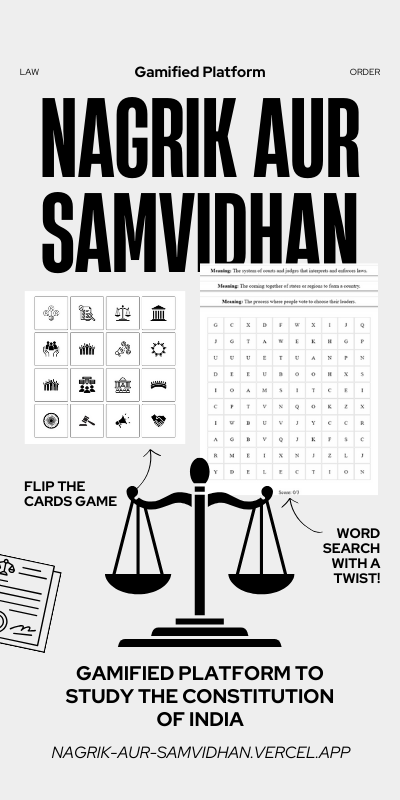 LAW
Gamified Platform
ORDER
NAGRIK AUR
SAMVIDHAN
Meaning: The system of courts and judges that interprets and enforces laws.
Meaning: The coming together of states or regions to form a country.
Meaning: The process where people vote to choose their leaders.
G C X D F W X I J Q
J G T A W E K H G P
U U U E T U A N P N
D E E U B O O H X S
I O A M S I T C E I
C P T V N Q O K Z X
I W B U V J Y C B L
A G B V Q J K F S C
R M E I X N J T J L
Y D E L E C T I O N
Score: 0/3
FLIP THE
CARDS GAME
WORD
SEARCH
WITH A
TWIST!
GAMIFIED PLATFORM TO
STUDY THE CONSTITUTION
OF INDIA
NAGRIK-AUR-SAMVIDHAN.VERCEL.APP